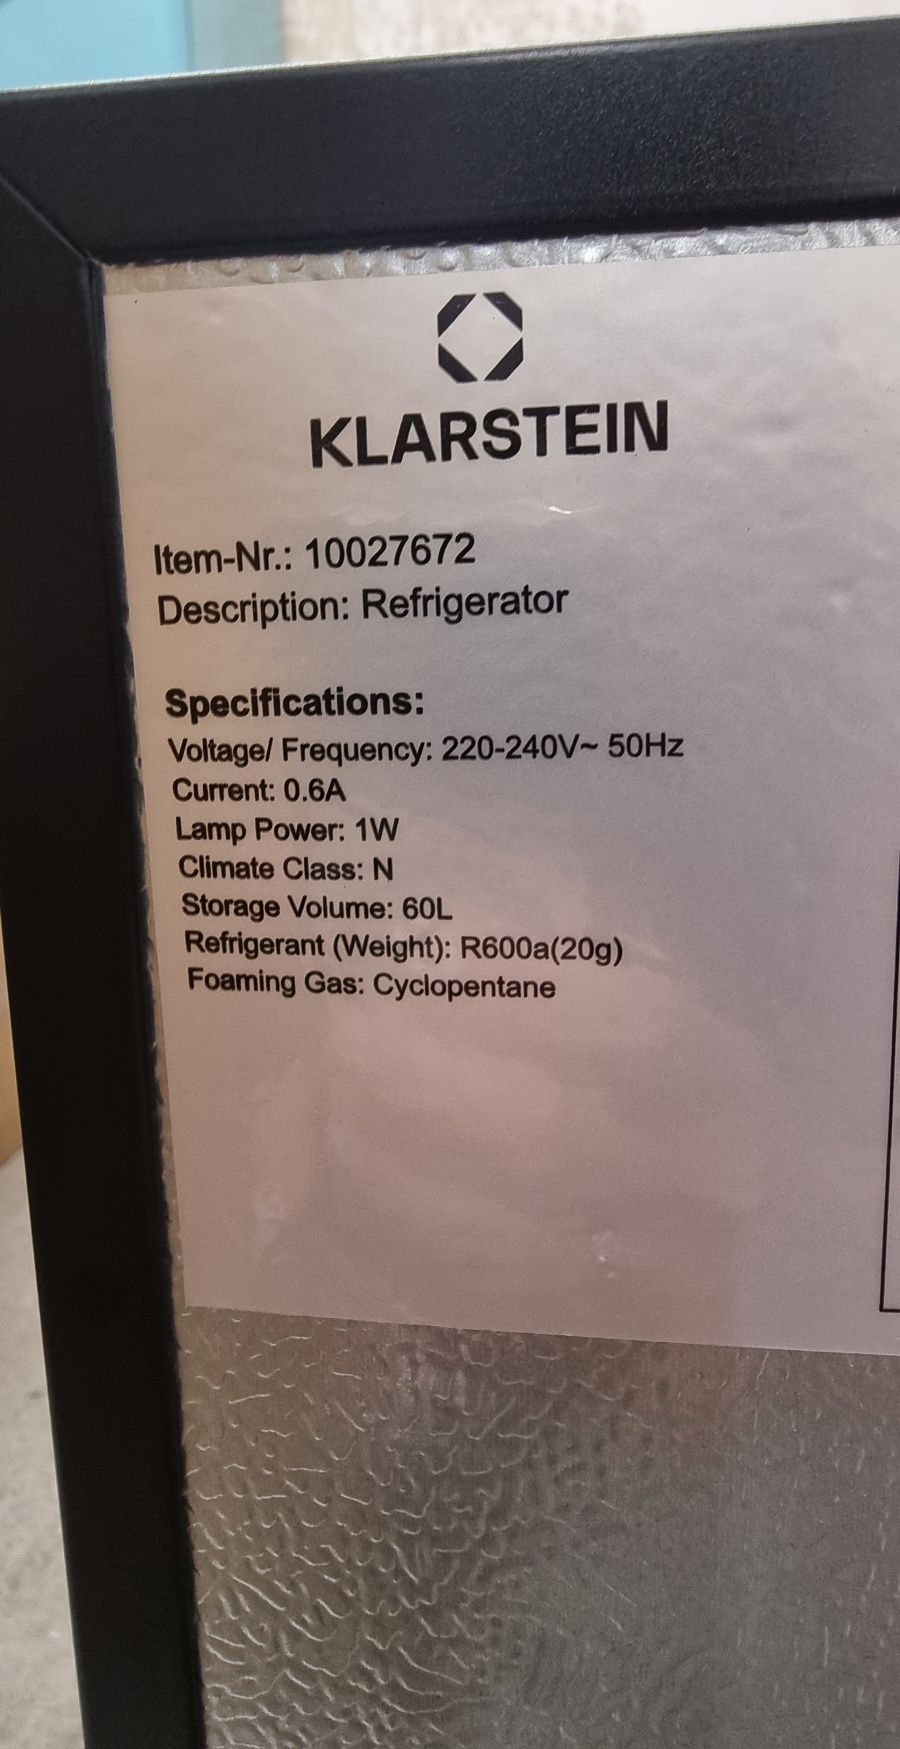 KLARSTEIN
Item-Nr.: 10027672
Description: Refrigerator
Specifications:
Voltage/ Frequency: 220-240V~ 50Hz
Current: 0.6A
Lamp Power: 1W
Climate Class: N
Storage Volume: 60L
Refrigerant (Weight): R600a(20g)
Foaming Gas: Cyclopentane